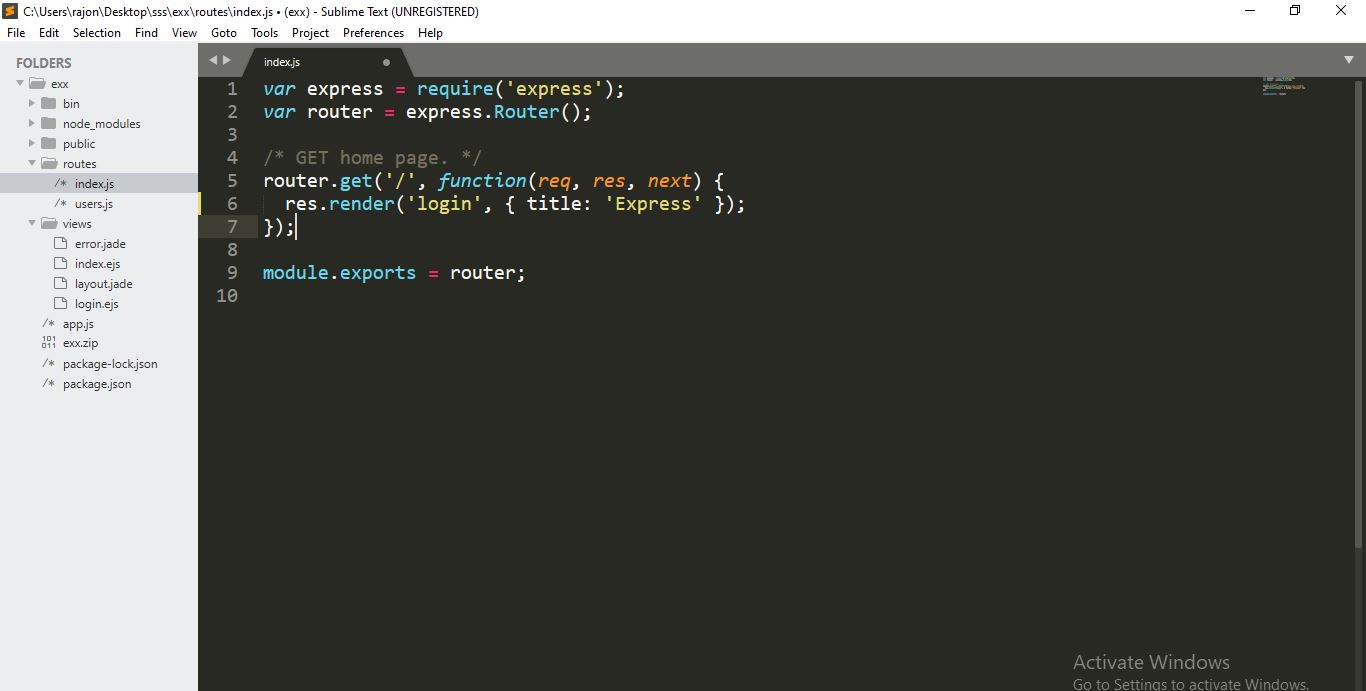 C:\Users\rajon\Desktop\sss\exx\routes\index.js • (exx) - Sublime Text (UNREGISTERED)
File Edit Selection Find View Goto Tools Project Preferences Help
FOLDERS
exx
bin
node_modules
public
routes
/* index.js
/* users.js
views
error.jade
index.ejs
layout.jade
login.ejs
/* app.js
exx.zip
/* package-lock.json
/* package.json
index.js
1 var express = require('express');
2 var router = express.Router();
3
4 /* GET home page. */
5 router.get('/', function(req, res, next) {
6   res.render('login', { title: 'Express' });
7 });
8
9 module.exports = router;
10
Activate Windows
Go to Settings to activate Windows.